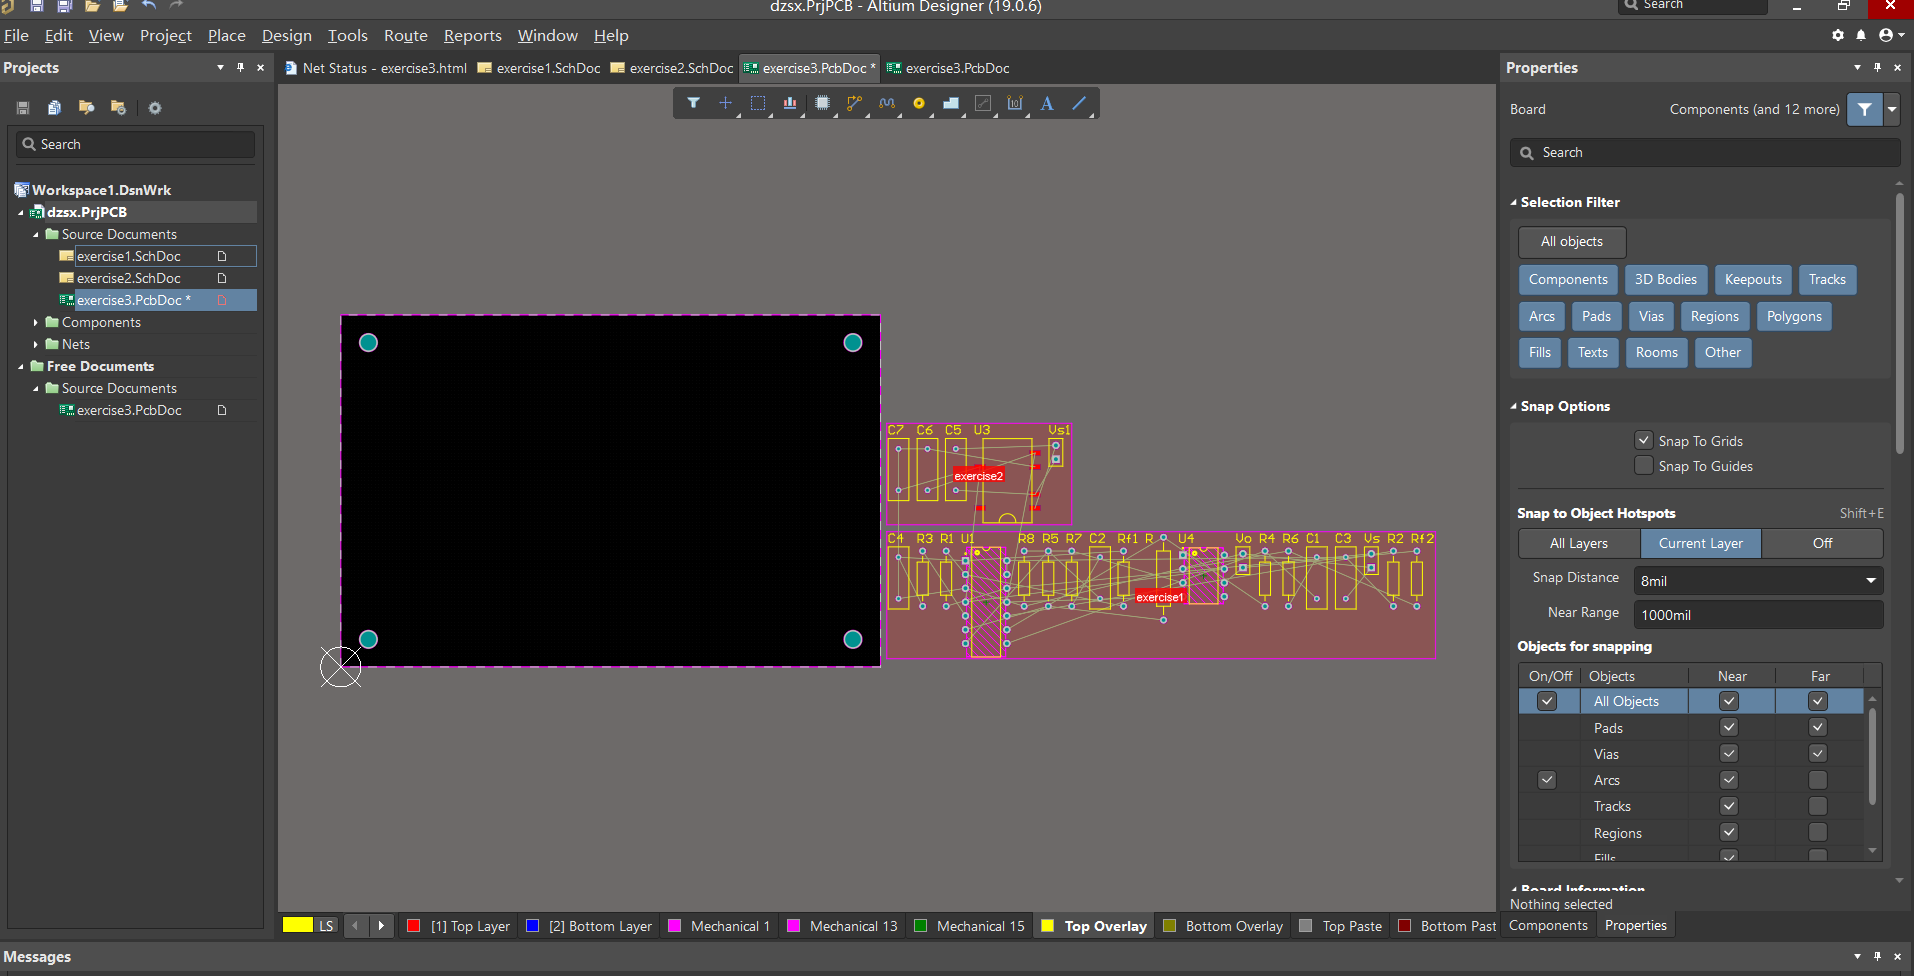 dzsx.PrjPCB - Altium Designer (19.0.6)
Search
File Edit View Project Place Design Tools Route Reports Window Help
Projects
Net Status - exercise3.html exercise1.SchDoc exercise2.SchDoc exercise3.PcbDoc * exercise3.PcbDoc
Search
Workspace1.DsnWrk
dzsx.PrjPCB
Source Documents
exercise1.SchDoc
exercise2.SchDoc
exercise3.PcbDoc *
Components
Nets
Free Documents
Source Documents
exercise3.PcbDoc
C7 C6 C5 U3 Vs1
exercise2
C4 R3 R1 U1 R8 R5 R7 C2 Rf1 R U4 Vo R4 R6 C1 C3 Vs R2 Rf2
exercise1
LS [1] Top Layer [2] Bottom Layer Mechanical 1 Mechanical 13 Mechanical 15 Top Overlay Bottom Overlay Top Paste Bottom Past
Messages
Properties
Board Components (and 12 more)
Search
Selection Filter
All objects
Components 3D Bodies Keepouts Tracks
Arcs Pads Vias Regions Polygons
Fills Texts Rooms Other
Snap Options
Snap To Grids
Snap To Guides
Snap to Object Hotspots Shift+E
All Layers Current Layer Off
Snap Distance 8mil
Near Range 1000mil
Objects for snapping
On/Off Objects Near Far
All Objects
Pads
Vias
Arcs
Tracks
Regions
Fills
Board Information
Nothing selected
Components Properties